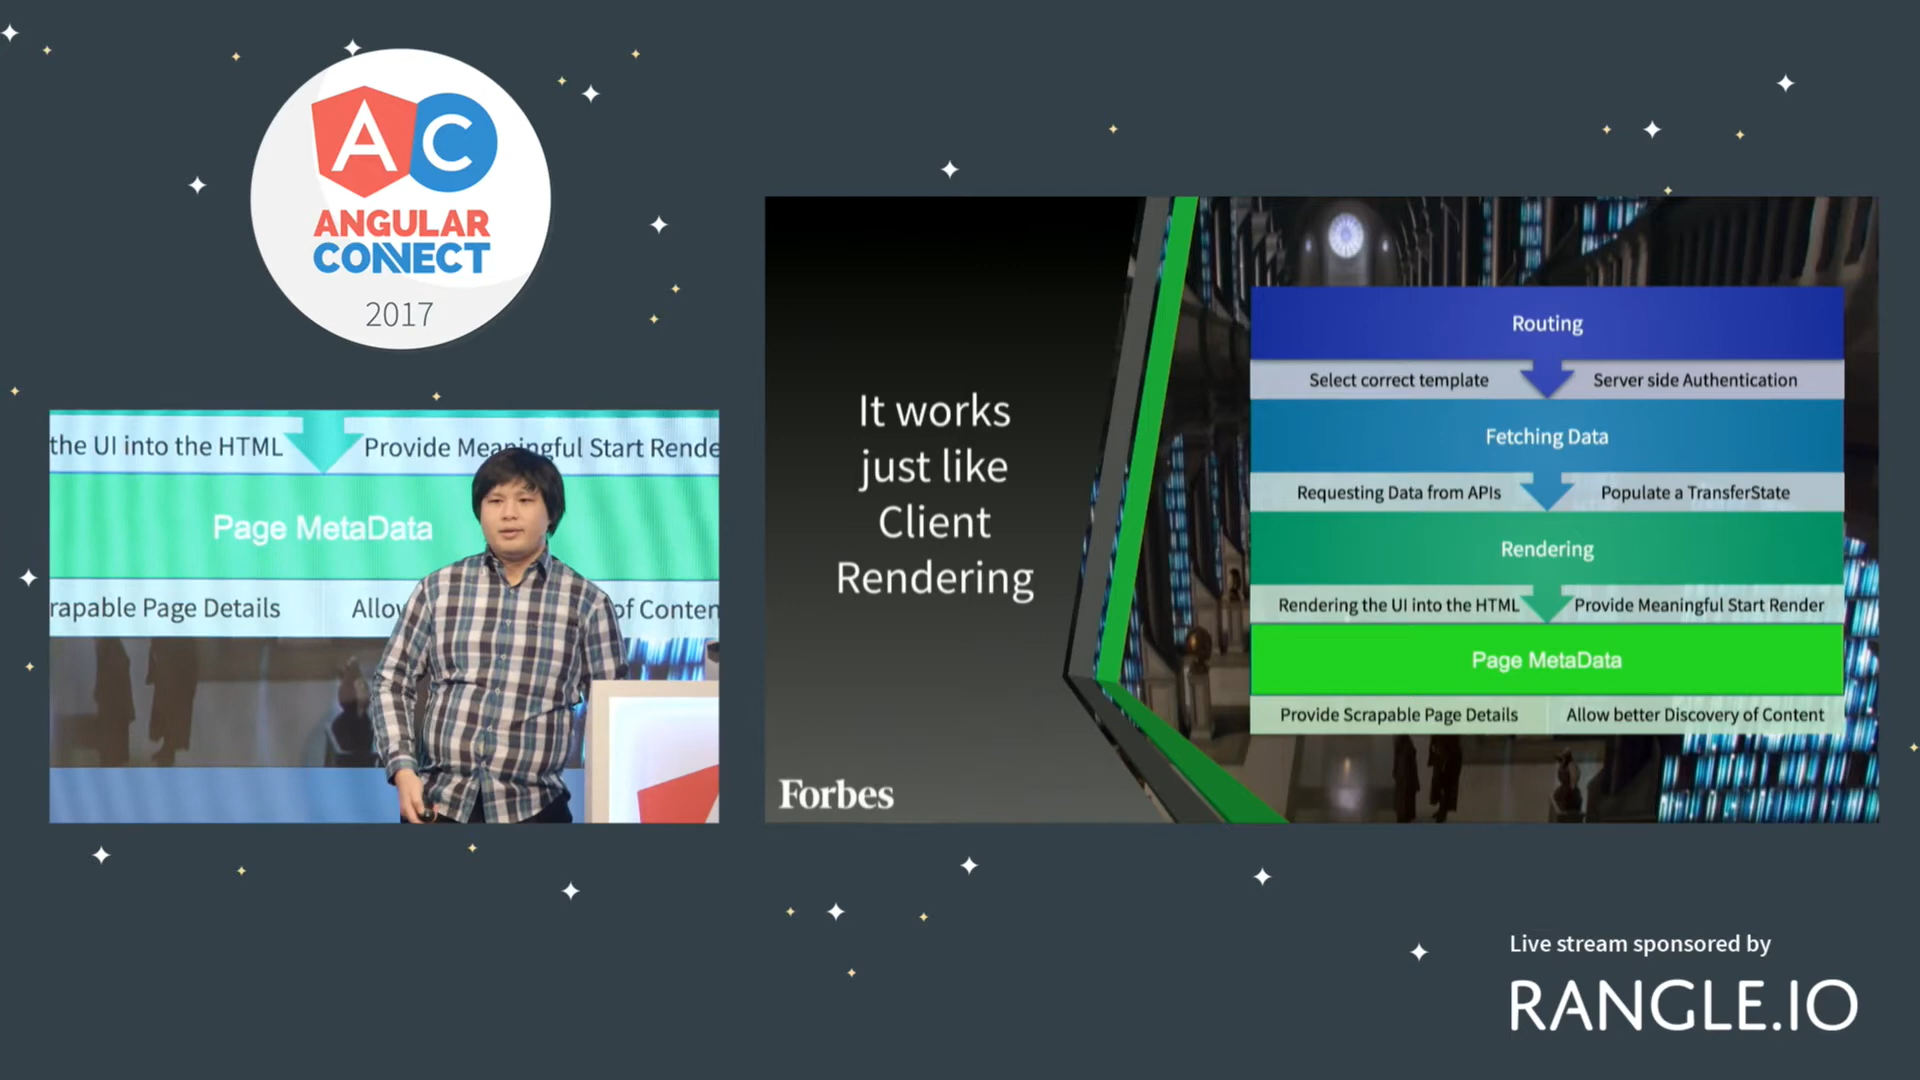 AC
ANGULAR
CONNECT
2017
the UI into the HTML
Provide Meaningful Start Rende
Page MetaData
rapable Page Details
Allow
of Conten
It works
just like
Client
Rendering
Forbes
Routing
Select correct template
Server side Authentication
Fetching Data
Requesting Data from APIs
Populate a TransferState
Rendering
Rendering the UI into the HTML
Provide Meaningful Start Render
Page MetaData
Provide Scrapable Page Details
Allow better Discovery of Content
Live stream sponsored by
RANGLE.IO